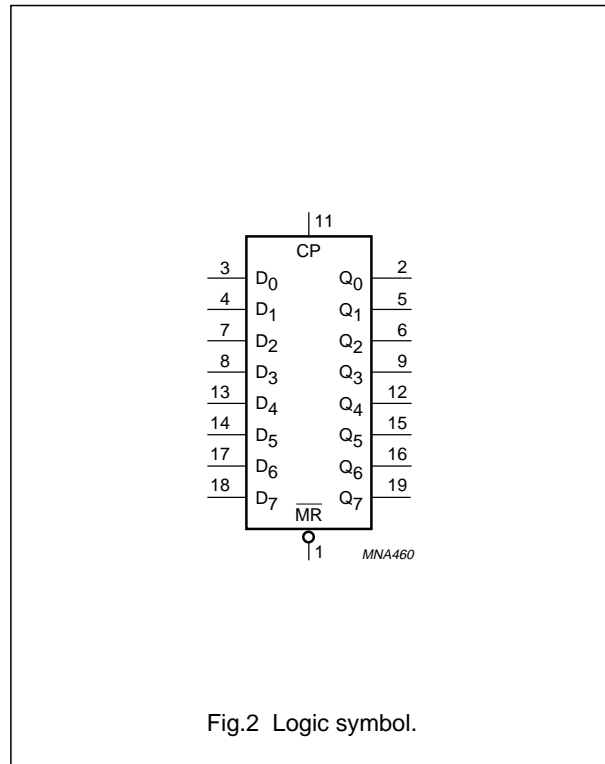 11
CP
3 D0 Q0 2
4 D1 Q1 5
7 D2 Q2 6
8 D3 Q3 9
13 D4 Q4 12
14 D5 Q5 15
17 D6 Q6 16
18 D7 Q7 19
M̅R̅
1 MNA460
Fig.2 Logic symbol.